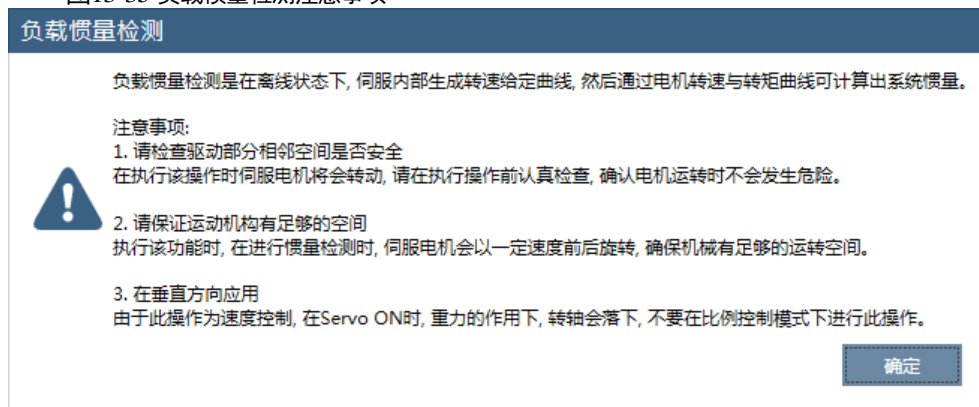 负载惯量检测
负载惯量检测是在离线状态下, 伺服内部生成转速给定曲线, 然后通过电机转速与转矩曲线可计算出系统惯量。
注意事项:
1. 请检查驱动部分相邻空间是否安全
在执行该操作时伺服电机将会转动, 请在执行操作前认真检查, 确认电机运转时不会发生危险。
2. 请保证运动机构有足够的空间
执行该功能时, 在进行惯量检测时, 伺服电机会以一定速度前后旋转, 确保机械有足够的运转空间。
3. 在垂直方向应用
由于此操作为速度控制, 在Servo ON时, 重力的作用下, 转轴会落下, 不要在比例控制模式下进行此操作。
确定